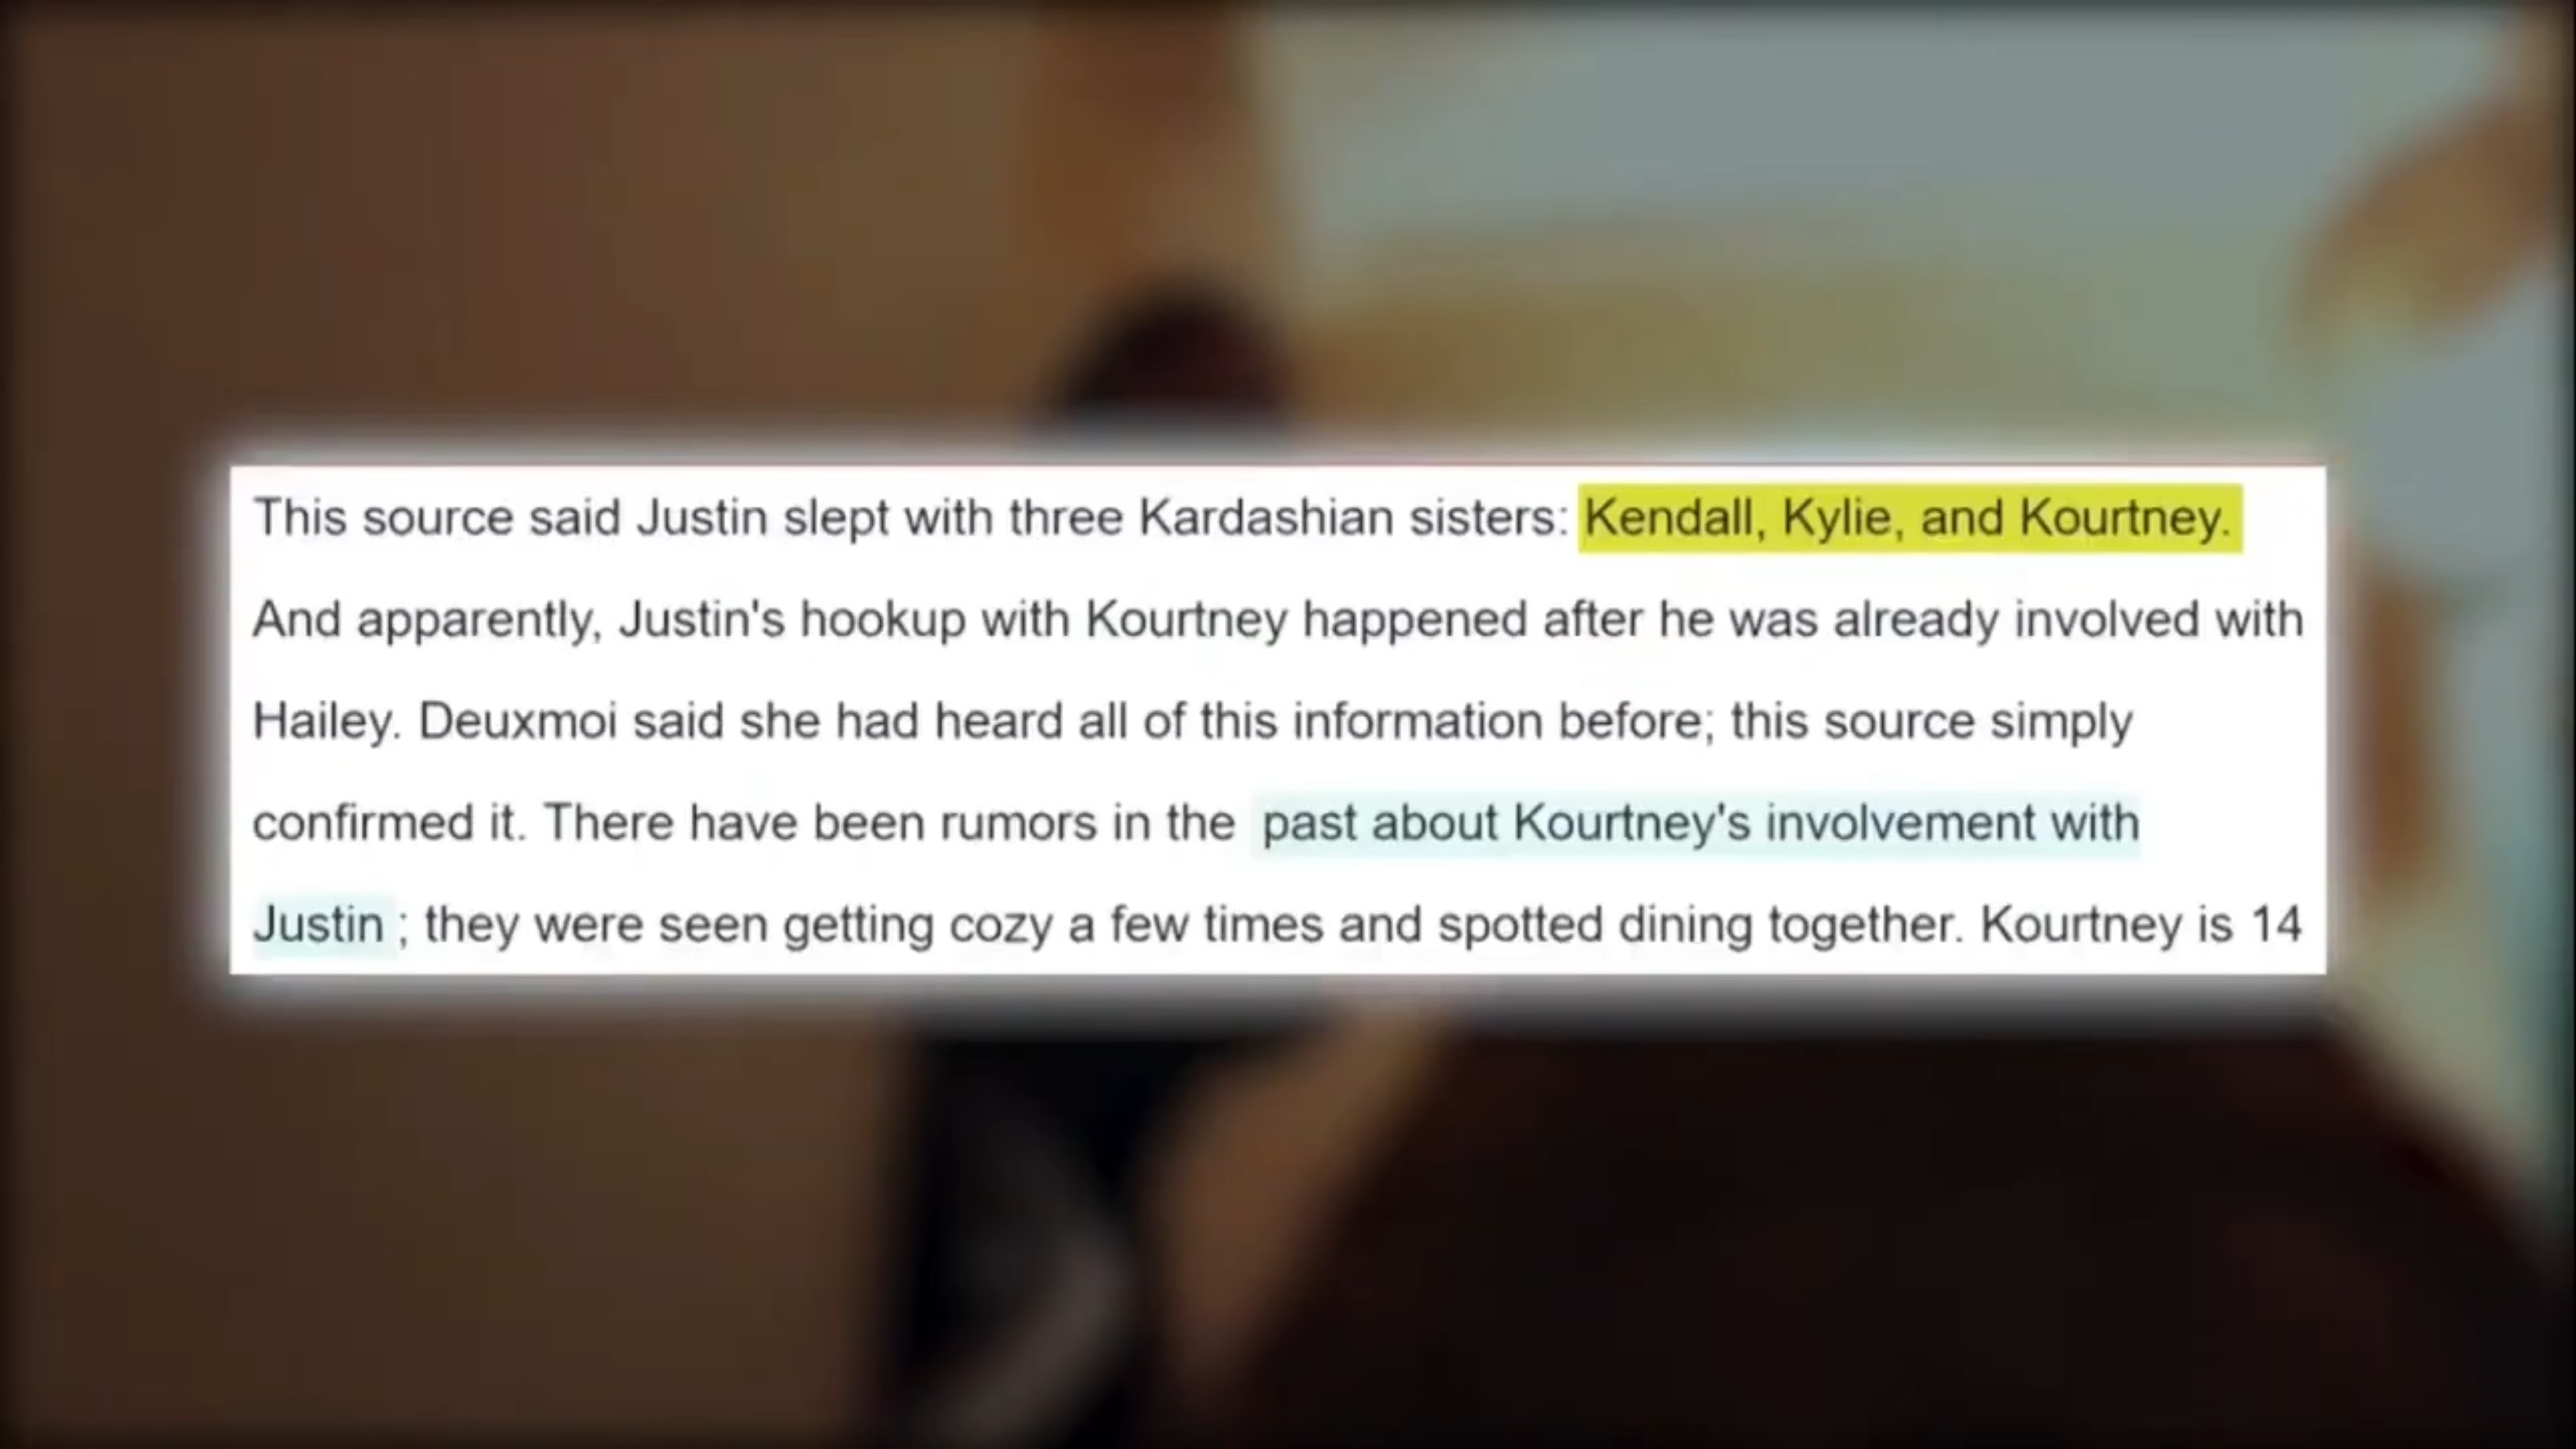 This source said Justin slept with three Kardashian sisters: Kendall, Kylie, and Kourtney.
And apparently, Justin's hookup with Kourtney happened after he was already involved with
Hailey. Deuxmoi said she had heard all of this information before; this source simply
confirmed it. There have been rumors in the past about Kourtney's involvement with
Justin ; they were seen getting cozy a few times and spotted dining together. Kourtney is 14